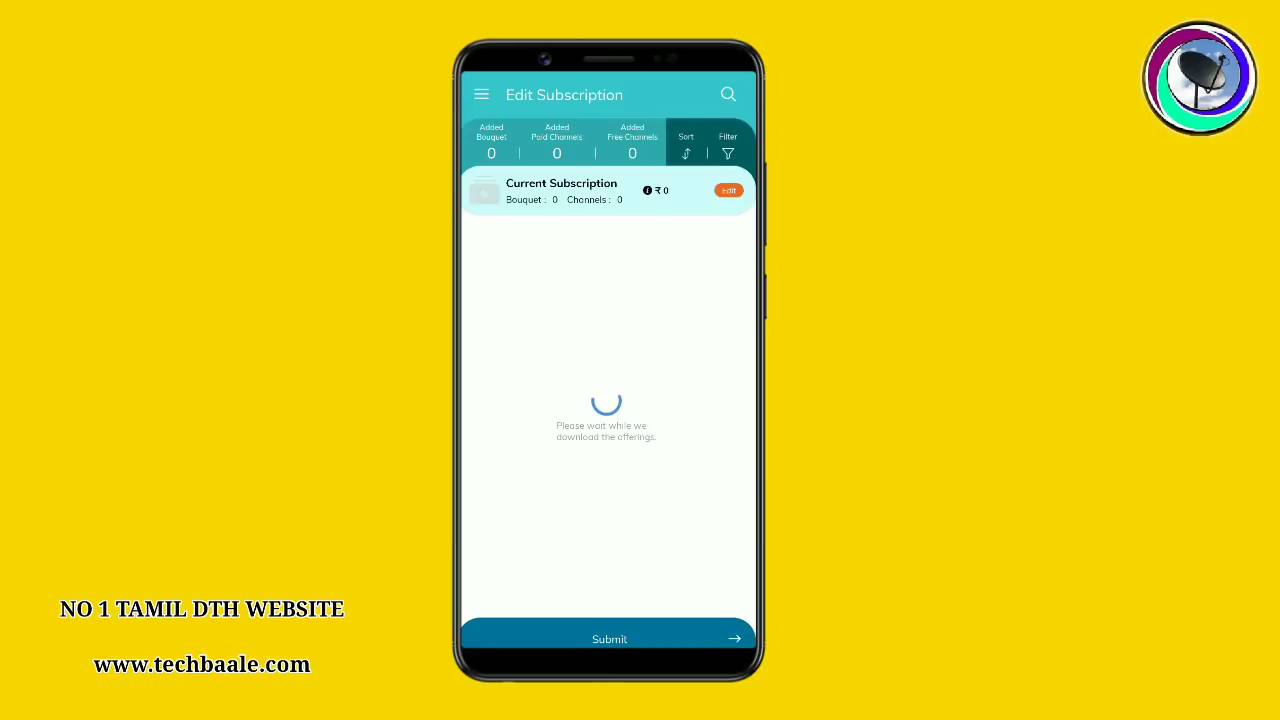 Edit Subscription
Added Bouquet
0
Added Paid Channels
0
Added Free Channels
0
Sort
Filter
Current Subscription
Bouquet : 0 Channels : 0
₹ 0
Edit
Please wait while we
download the offerings.
Submit
NO 1 TAMIL DTH WEBSITE
www.techbaale.com